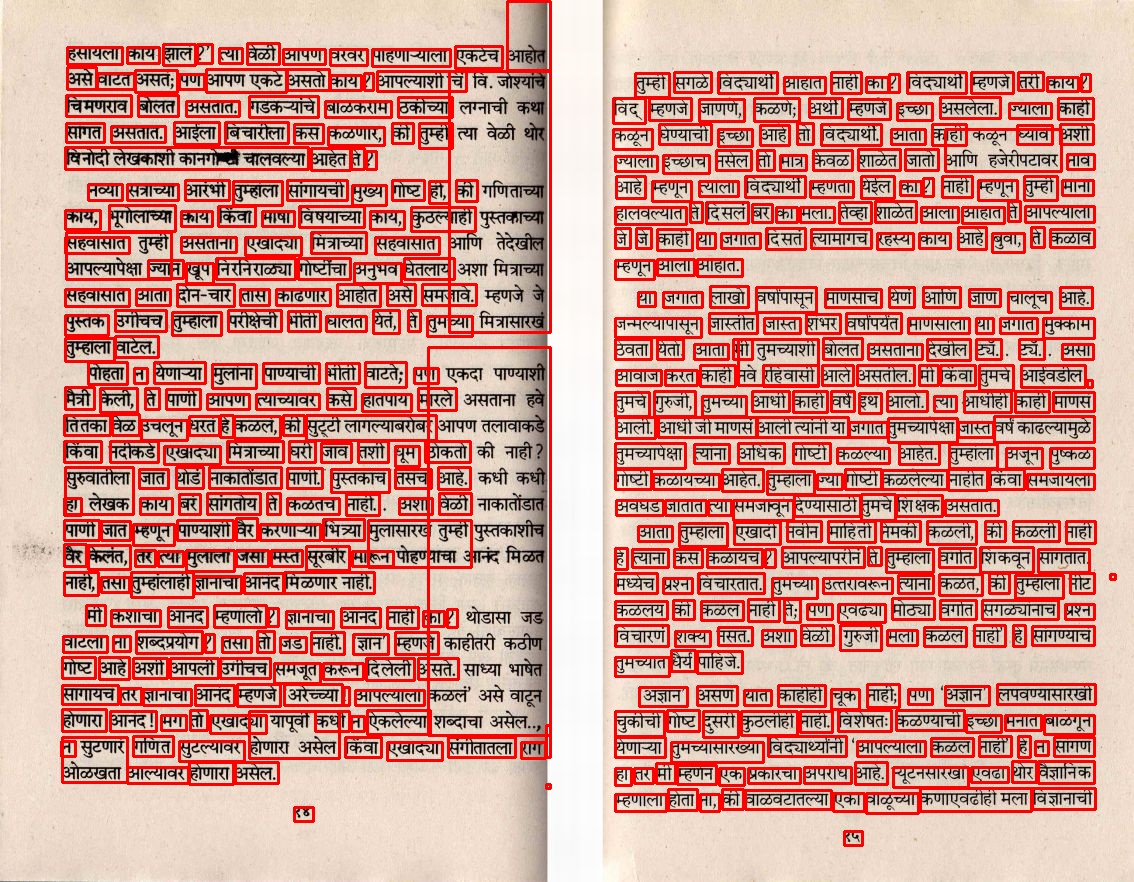 हसायला काय झालं?' त्या वेळी आपण वरवर पाहणाऱ्याला एकटेच आहोत
असे वाटत असतं; पण आपण एकटे असतो काय? आपल्याशी चिं वि. जोश्यांचे
चिमणराव बोलत असतात. गडकऱ्यांचे बाळकराम ठकीच्या लग्नाची कथा
सांगत असतात. आईला बिचारीला कसं कळणार, की तुम्ही त्या वेळी थोर
विनोदी लेखकाशी कानगोष्टी चालवल्या आहेत ते?
नव्या सत्राच्या आरंभी तुम्हांला सांगायची मुख्य गोष्ट ही, की गणिताच्या
काय, भूगोलाच्या काय किंवा भाषा विषयाच्या काय, कुठल्याही पुस्तकाच्या
सहवासात तुम्ही असताना एखाद्या मित्राच्या सहवासात आणि तेदेखील
आपल्यापेक्षा ज्यानं खूप निरनिराळ्या गोष्टींचा अनुभव घेतलाय अशा मित्राच्या
सहवासात आता दोन-चार तास काढणार आहोत असे समजावे. म्हणजे जे
पुस्तक उगीचच तुम्हांला परीक्षेची भीती घालत येतं, ते तुमच्या मित्रासारखं
तुम्हांला वाटेल.
पोहता न येणाऱ्या मुलांना पाण्याची भीती वाटते; पण एकदा पाण्याशी
मैत्री केली, ते पाणी आपण त्याच्यावर कसे हातपाय मारले असताना हवे
तितका वेळ उचलून धरतं हे कळलं, की सुट्टी लागल्याबरोबर आपण तलावाकडे
किंवा नदीकडे एखाद्या मित्राच्या घरी जावं तशी धूम ठोकतो की नाही?
सुरुवातीला जातं थोडं नाकातोंडात पाणी. पुस्तकाचं तसंच आहे. कधी कधी
हा लेखक काय बरं सांगतोय ते कळतच नाही.. अशा वेळी नाकातोंडात
पाणी जातं म्हणून पाण्याशी वैर करणाऱ्या भित्र्या मुलासारखं तुम्ही पुस्तकाशीच
वैर केलंत, तर त्या मुलाला जसा मस्त सूरबीर मारून पोहण्याचा आनंद मिळत
नाही, तसा तुम्हांलाही ज्ञानाचा आनंद मिळणार नाही.
मी कशाचा आनंद म्हणालो? ज्ञानाचा आनंद नाही का? थोडासा जड
वाटला ना शब्दप्रयोग? तसा तो जड नाही. 'ज्ञान' म्हणजे काहीतरी कठीण
गोष्ट आहे अशी आपली उगीचच समजूत करून दिलेली असते. साध्या भाषेत
सांगायचं तर ज्ञानाचा आनंद म्हणजे 'अरेच्च्या! आपल्याला कळलं' असे वाटून
होणारा आनंद! मग तो एखाद्या यापूर्वी कधी न ऐकलेल्या शब्दाचा असेल..,
न सुटणारं गणित सुटल्यावर होणारा असेल किंवा एखाद्या संगीतातला राग
ओळखता आल्यावर होणारा असेल.
१४
तुम्ही सगळे विद्यार्थी आहात नाही का? विद्यार्थी म्हणजे तरी काय?
विद् म्हणजे जाणणे, कळणे; अर्थी म्हणजे इच्छा असलेला. ज्याला काही
कळून घेण्याची इच्छा आहे तो विद्यार्थी. आता काही कळून घ्यावं अशी
ज्याला इच्छाच नसेल तो मात्र केवळ शाळेत जातो आणि हजेरीपटावर नाव
आहे म्हणून त्याला विद्यार्थी म्हणता येईल का? नाही म्हणून तुम्ही माना
हालवल्यात ते दिसलं बरं का मला. तेव्हा शाळेत आला आहात ते आपल्याला
जे जे काही या जगात दिसतं त्यामागचं रहस्य काय आहे बुवा, ते कळावं
म्हणून आला आहात.
या जगात लाखो वर्षांपासून माणसाचं येणं आणि जाणं चालूच आहे.
जन्मल्यापासून जास्तीत जास्त शंभर वर्षांपर्यंत माणसाला या जगात मुक्काम
ठेवता येतो. आता मी तुमच्याशी बोलत असताना देखील ट्यँ.. ट्यँ.. असा
आवाज करत काही नवे रहिवासी आले असतील. मी किंवा तुमचे आईवडील,
तुमचे गुरुजी, तुमच्या आधी काही वर्षं इथं आलो. त्या आधीही काही माणसं
आली. आधी जी माणसं आली त्यांनी या जगात तुमच्यापेक्षा जास्त वर्षं काढल्यामुळे
तुमच्यापेक्षा त्यांना अधिक गोष्टी कळल्या आहेत. तुम्हांला अजून पुष्कळ
गोष्टी कळायच्या आहेत. तुम्हांला ज्या गोष्टी कळलेल्या नाहीत किंवा समजायला
अवघड जातात त्या समजावून देण्यासाठी तुमचे शिक्षक असतात.
आता तुम्हांला एखादी नवीन माहिती नेमकी कळली, की कळली नाही
हे त्यांना कसं कळायचं? आपल्यापरीनं ते तुम्हांला वर्गात शिकवून सांगतात.
मध्येच प्रश्न विचारतात. तुमच्या उत्तरावरून त्यांना कळतं, की तुम्हांला नीट
कळलंय की कळलं नाही ते; पण एवढ्या मोठ्या वर्गात सगळ्यांनाच प्रश्न
विचारणं शक्य नसतं. अशा वेळी 'गुरुजी मला कळलं नाही' हे सांगण्याचं
तुमच्यात धैर्य पाहिजे.
'अज्ञान' असणं यात काहीही चूक नाही; पण 'अज्ञान' लपवण्यासारखी
चुकीची गोष्ट दुसरी कुठलीही नाही. विशेषतः कळण्याची इच्छा मनात बाळगून
येणाऱ्या तुमच्यासारख्या विद्यार्थ्यांनी 'आपल्याला कळलं नाही' हे न सांगणं
हा तर मी म्हणेन एक प्रकारचा अपराध आहे. न्यूटनसारखा एवढा थोर वैज्ञानिक
म्हणाला होता ना, की वाळवंटातल्या एका वाळूच्या कणाएवढीही मला विज्ञानाची
१५